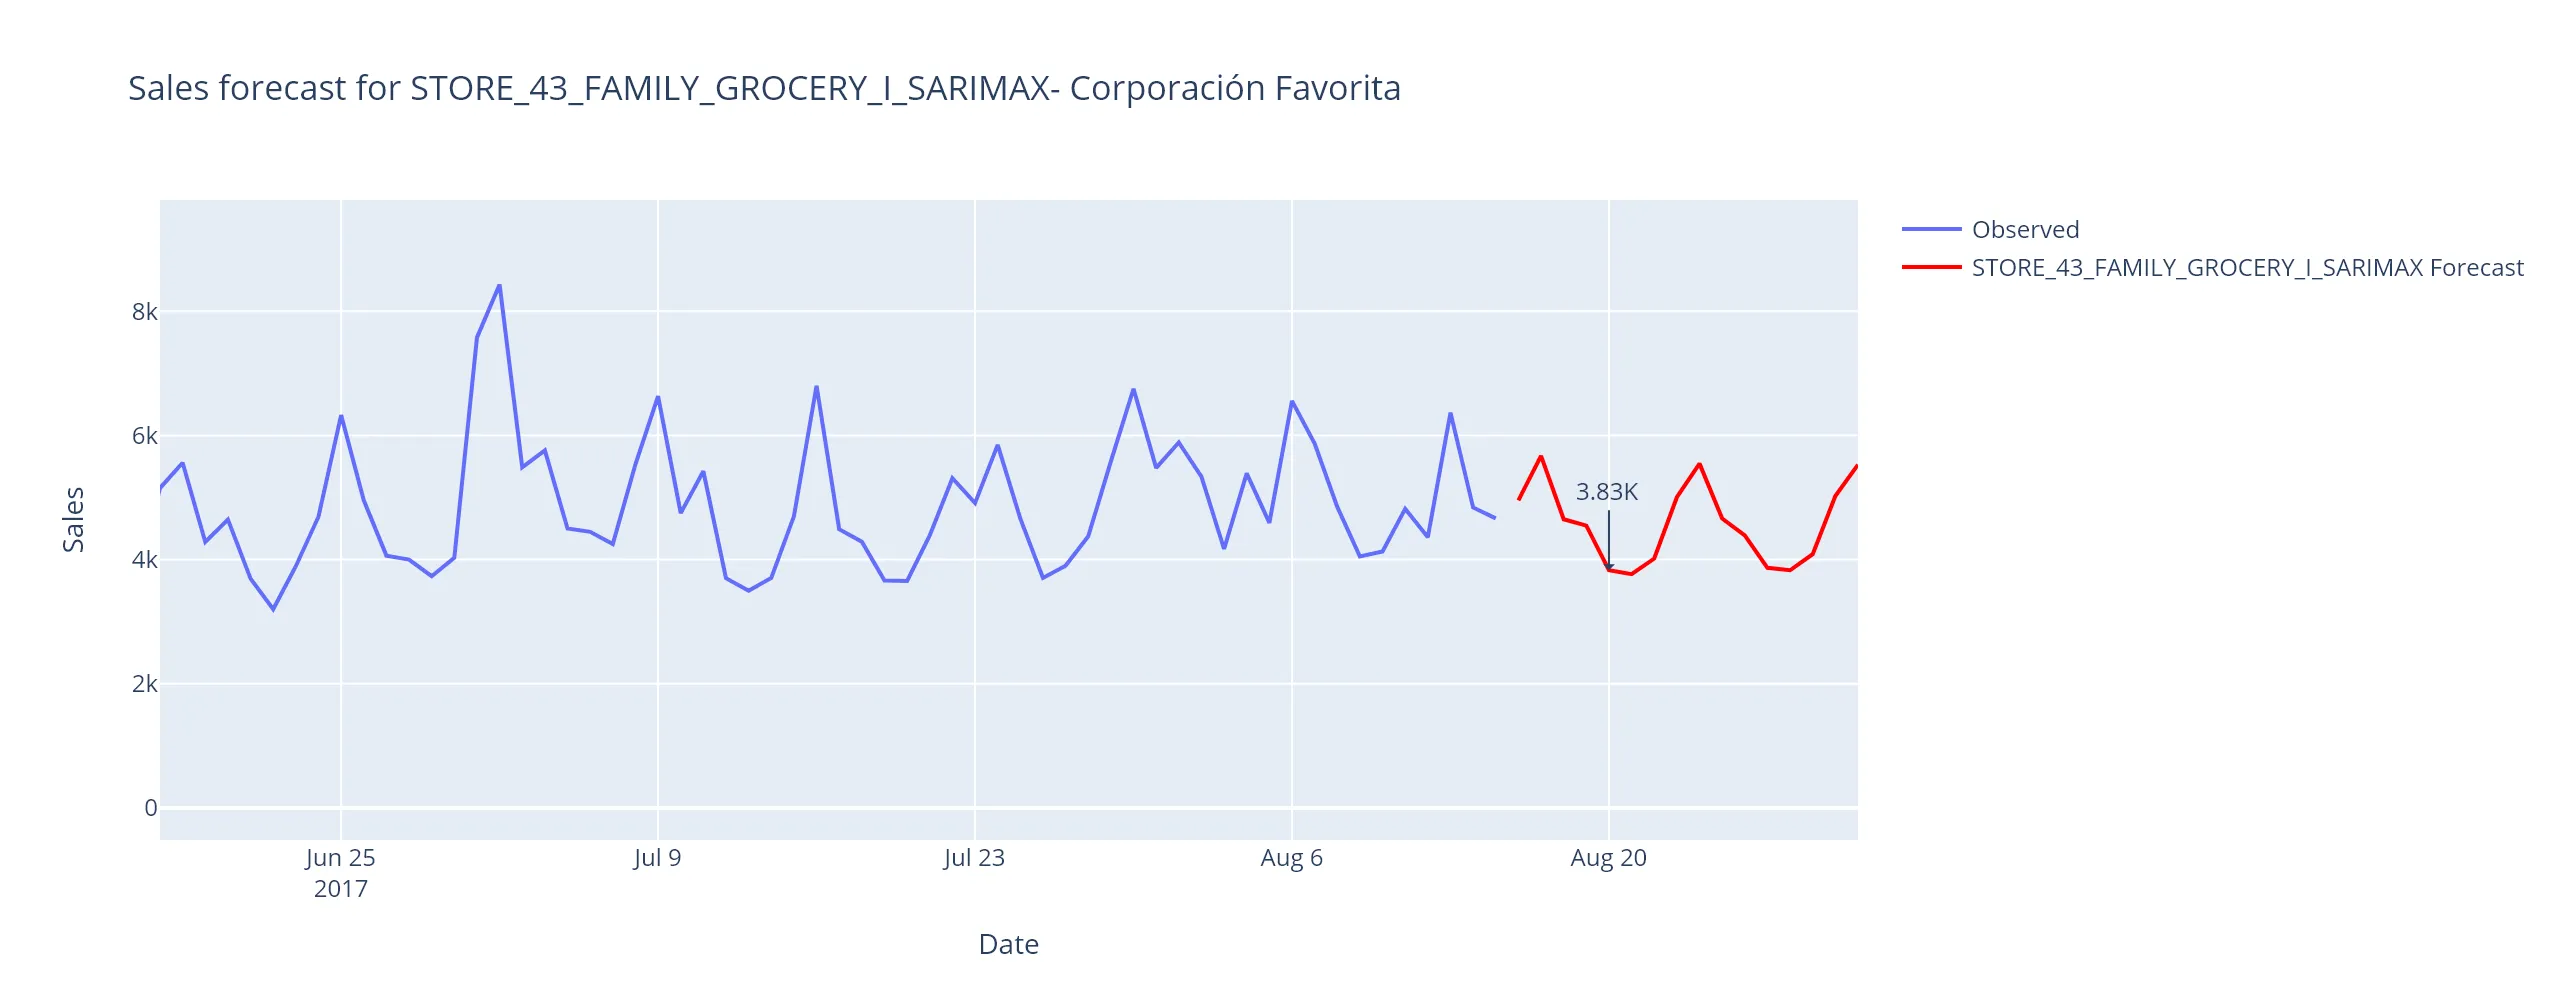 Sales forecast for STORE_43_FAMILY_GROCERY_I_SARIMAX- Corporación Favorita
Observed
STORE_43_FAMILY_GROCERY_I_SARIMAX Forecast
8k
6k
4k
2k
0
Sales
3.83K
Jun 25
2017
Jul 9
Jul 23
Aug 6
Aug 20
Date